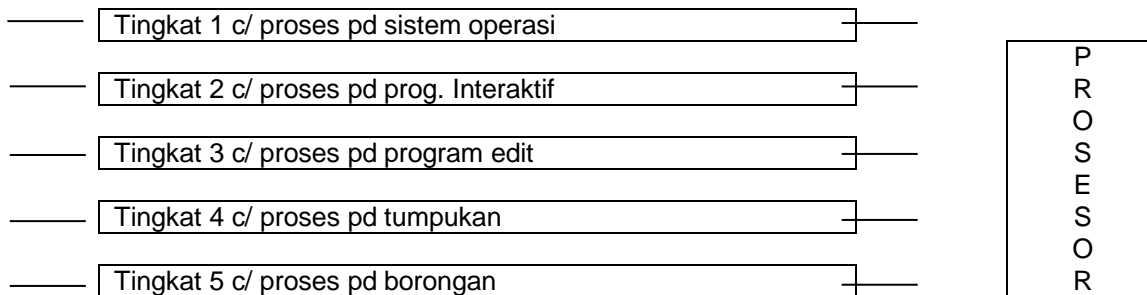 Tingkat 1 c/ proses pd sistem operasi
Tingkat 2 c/ proses pd prog. Interaktif
Tingkat 3 c/ proses pd program edit
Tingkat 4 c/ proses pd tumpukan
Tingkat 5 c/ proses pd borongan
P
R
O
S
E
S
O
R